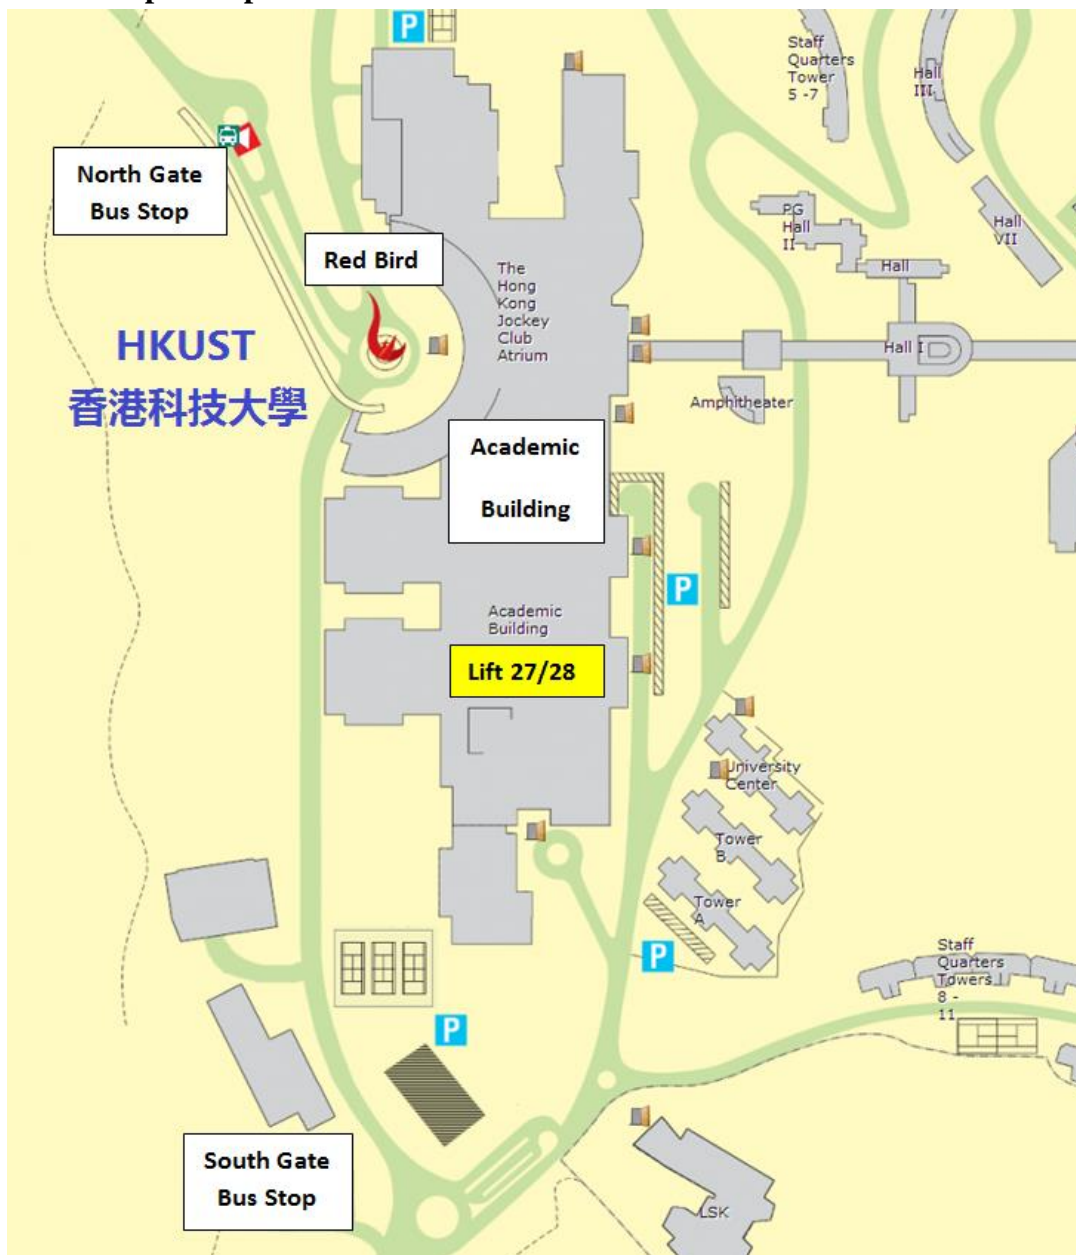 P
Staff
Quarters
Tower
5 -7
Hall
III
North Gate
Bus Stop
PG
Hall
II
Hall
VII
Red Bird
The
Hong
Kong
Jockey
Club
Atrium
Hall
HKUST
香港科技大學
Hall I
Amphitheater
Academic
Building
P
Academic
Building
Lift 27/28
University
Center
Tower
B
Tower
A
P
Staff
Quarters
Towers
8 -
11
P
South Gate
Bus Stop
LSK